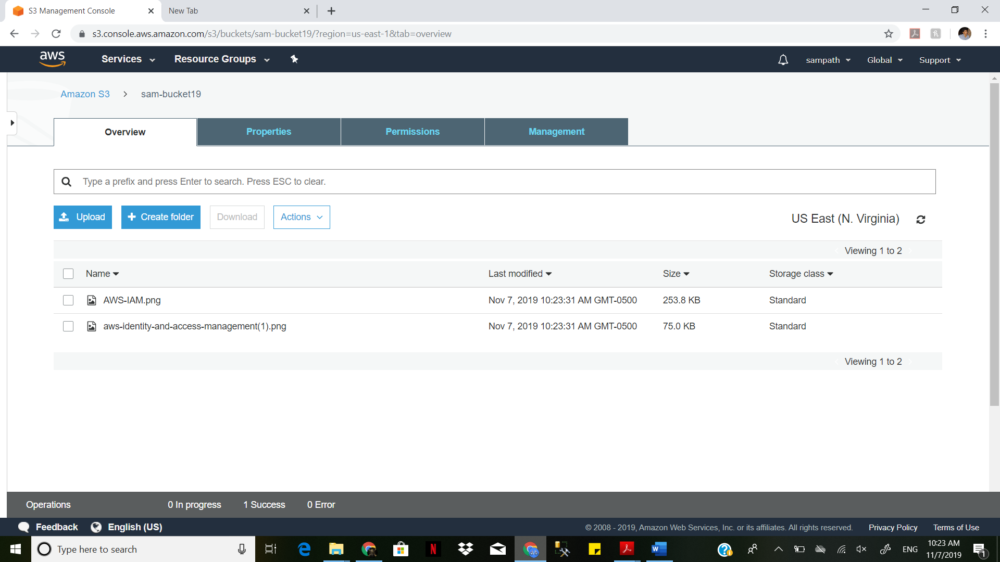 S3 Management Console
New Tab
s3.console.aws.amazon.com/s3/buckets/sam-bucket19/?region=us-east-1&tab=overview
aws
Services
Resource Groups
sampath
Global
Support
Amazon S3 > sam-bucket19
Overview
Properties
Permissions
Management
Type a prefix and press Enter to search. Press ESC to clear.
Upload
+ Create folder
Download
Actions
US East (N. Virginia)
Viewing 1 to 2
Name
Last modified
Size
Storage class
AWS-IAM.png
Nov 7, 2019 10:23:31 AM GMT-0500
253.8 KB
Standard
aws-identity-and-access-management(1).png
Nov 7, 2019 10:23:31 AM GMT-0500
75.0 KB
Standard
Viewing 1 to 2
Operations
0 In progress
1 Success
0 Error
Feedback
English (US)
© 2008 - 2019, Amazon Web Services, Inc. or its affiliates. All rights reserved.
Privacy Policy
Terms of Use
Type here to search
ENG
10:23 AM
11/7/2019
1